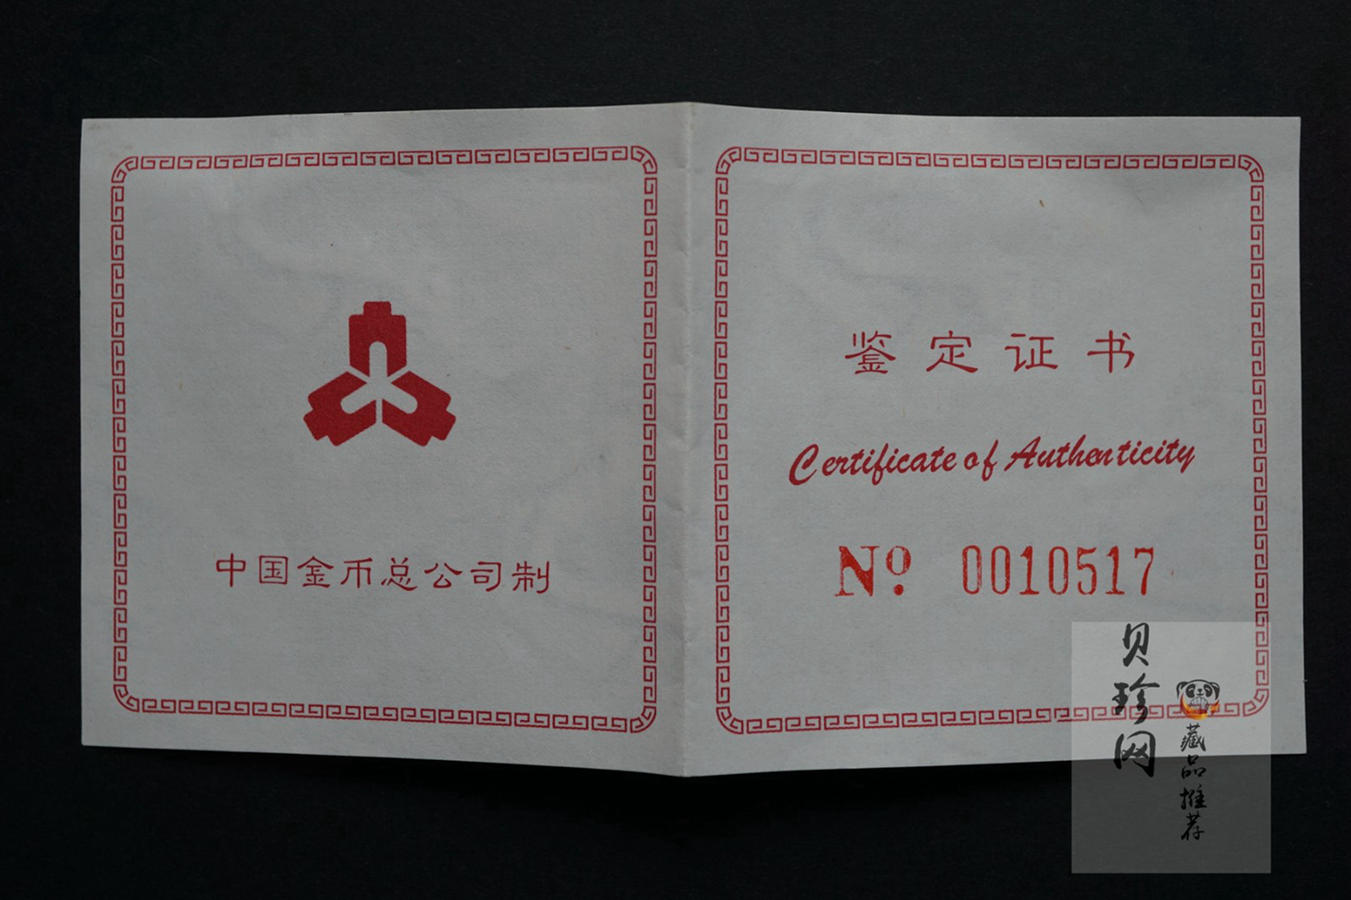 中国金币总公司制
鉴定证书
Certificate of Authenticity
Nº 0010517
贝珍网
藏品推荐